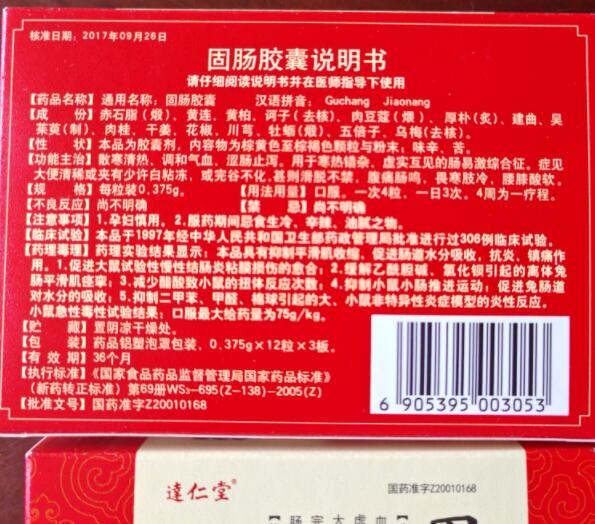 核准日期：2017年09月26日
固肠胶囊说明书
请仔细阅读说明书并在医师指导下使用
【药品名称】通用名称：固肠胶囊 汉语拼音：Guchang Jiaonang
【成 份】赤石脂（煅）、黄连、黄柏、诃子（去核）、肉豆蔻（煨）、厚朴（炙）、建曲、吴
茱萸（制）、肉桂、干姜、花椒、川芎、牡蛎（煅）、五倍子、乌梅（去核）。
【性 状】本品为胶囊剂，内容物为棕黄色至棕褐色颗粒与粉末；味辛、苦。
【功能主治】散寒清热，调和气血，涩肠止泻。用于寒热错杂、虚实互见的肠易激综合征。症见
大便清稀或夹有少许白粘冻，或完谷不化，甚则滑脱不禁，腹痛肠鸣，畏寒肢冷，腰膝酸软。
【规 格】每粒装0.375g。 【用法用量】口服。一次4粒，一日3次。4周为一疗程。
【不良反应】尚不明确 【禁 忌】尚不明确
【注意事项】1.孕妇慎用。2.服药期间忌食生冷、辛辣、油腻之物。
【临床试验】本品于1997年经中华人民共和国卫生部药政管理局批准进行过306例临床试验。
【药理毒理】药理实验结果显示：本品具有抑制平滑肌收缩，促进肠道水分吸收，抗炎、镇痛作
用。1.促进大鼠试验性慢性结肠炎粘膜损伤的愈合；2.缓解乙酰胆碱、氯化钡引起的离体兔
肠平滑肌痉挛；3.减少醋酸致小鼠的扭体反应次数；4.抑制小鼠小肠推进运动；促进兔肠道
对水分的吸收；5.抑制二甲苯、甲醛、棉球引起的大、小鼠非特异性炎症模型的炎性反应。
小鼠急性毒性试验结果：口服最大给药量为75g/kg。
【贮 藏】置阴凉干燥处。
【包 装】药品铝塑泡罩包装，0.375g×12粒×3板。
【有 效 期】36个月
【执行标准】《国家食品药品监督管理局国家药品标准》
（新药转正标准）第69册WS₃-695(Z-138)-2005(Z)
【批准文号】国药准字Z20010168
6 905395 003053
達仁堂
国药准字Z20010168